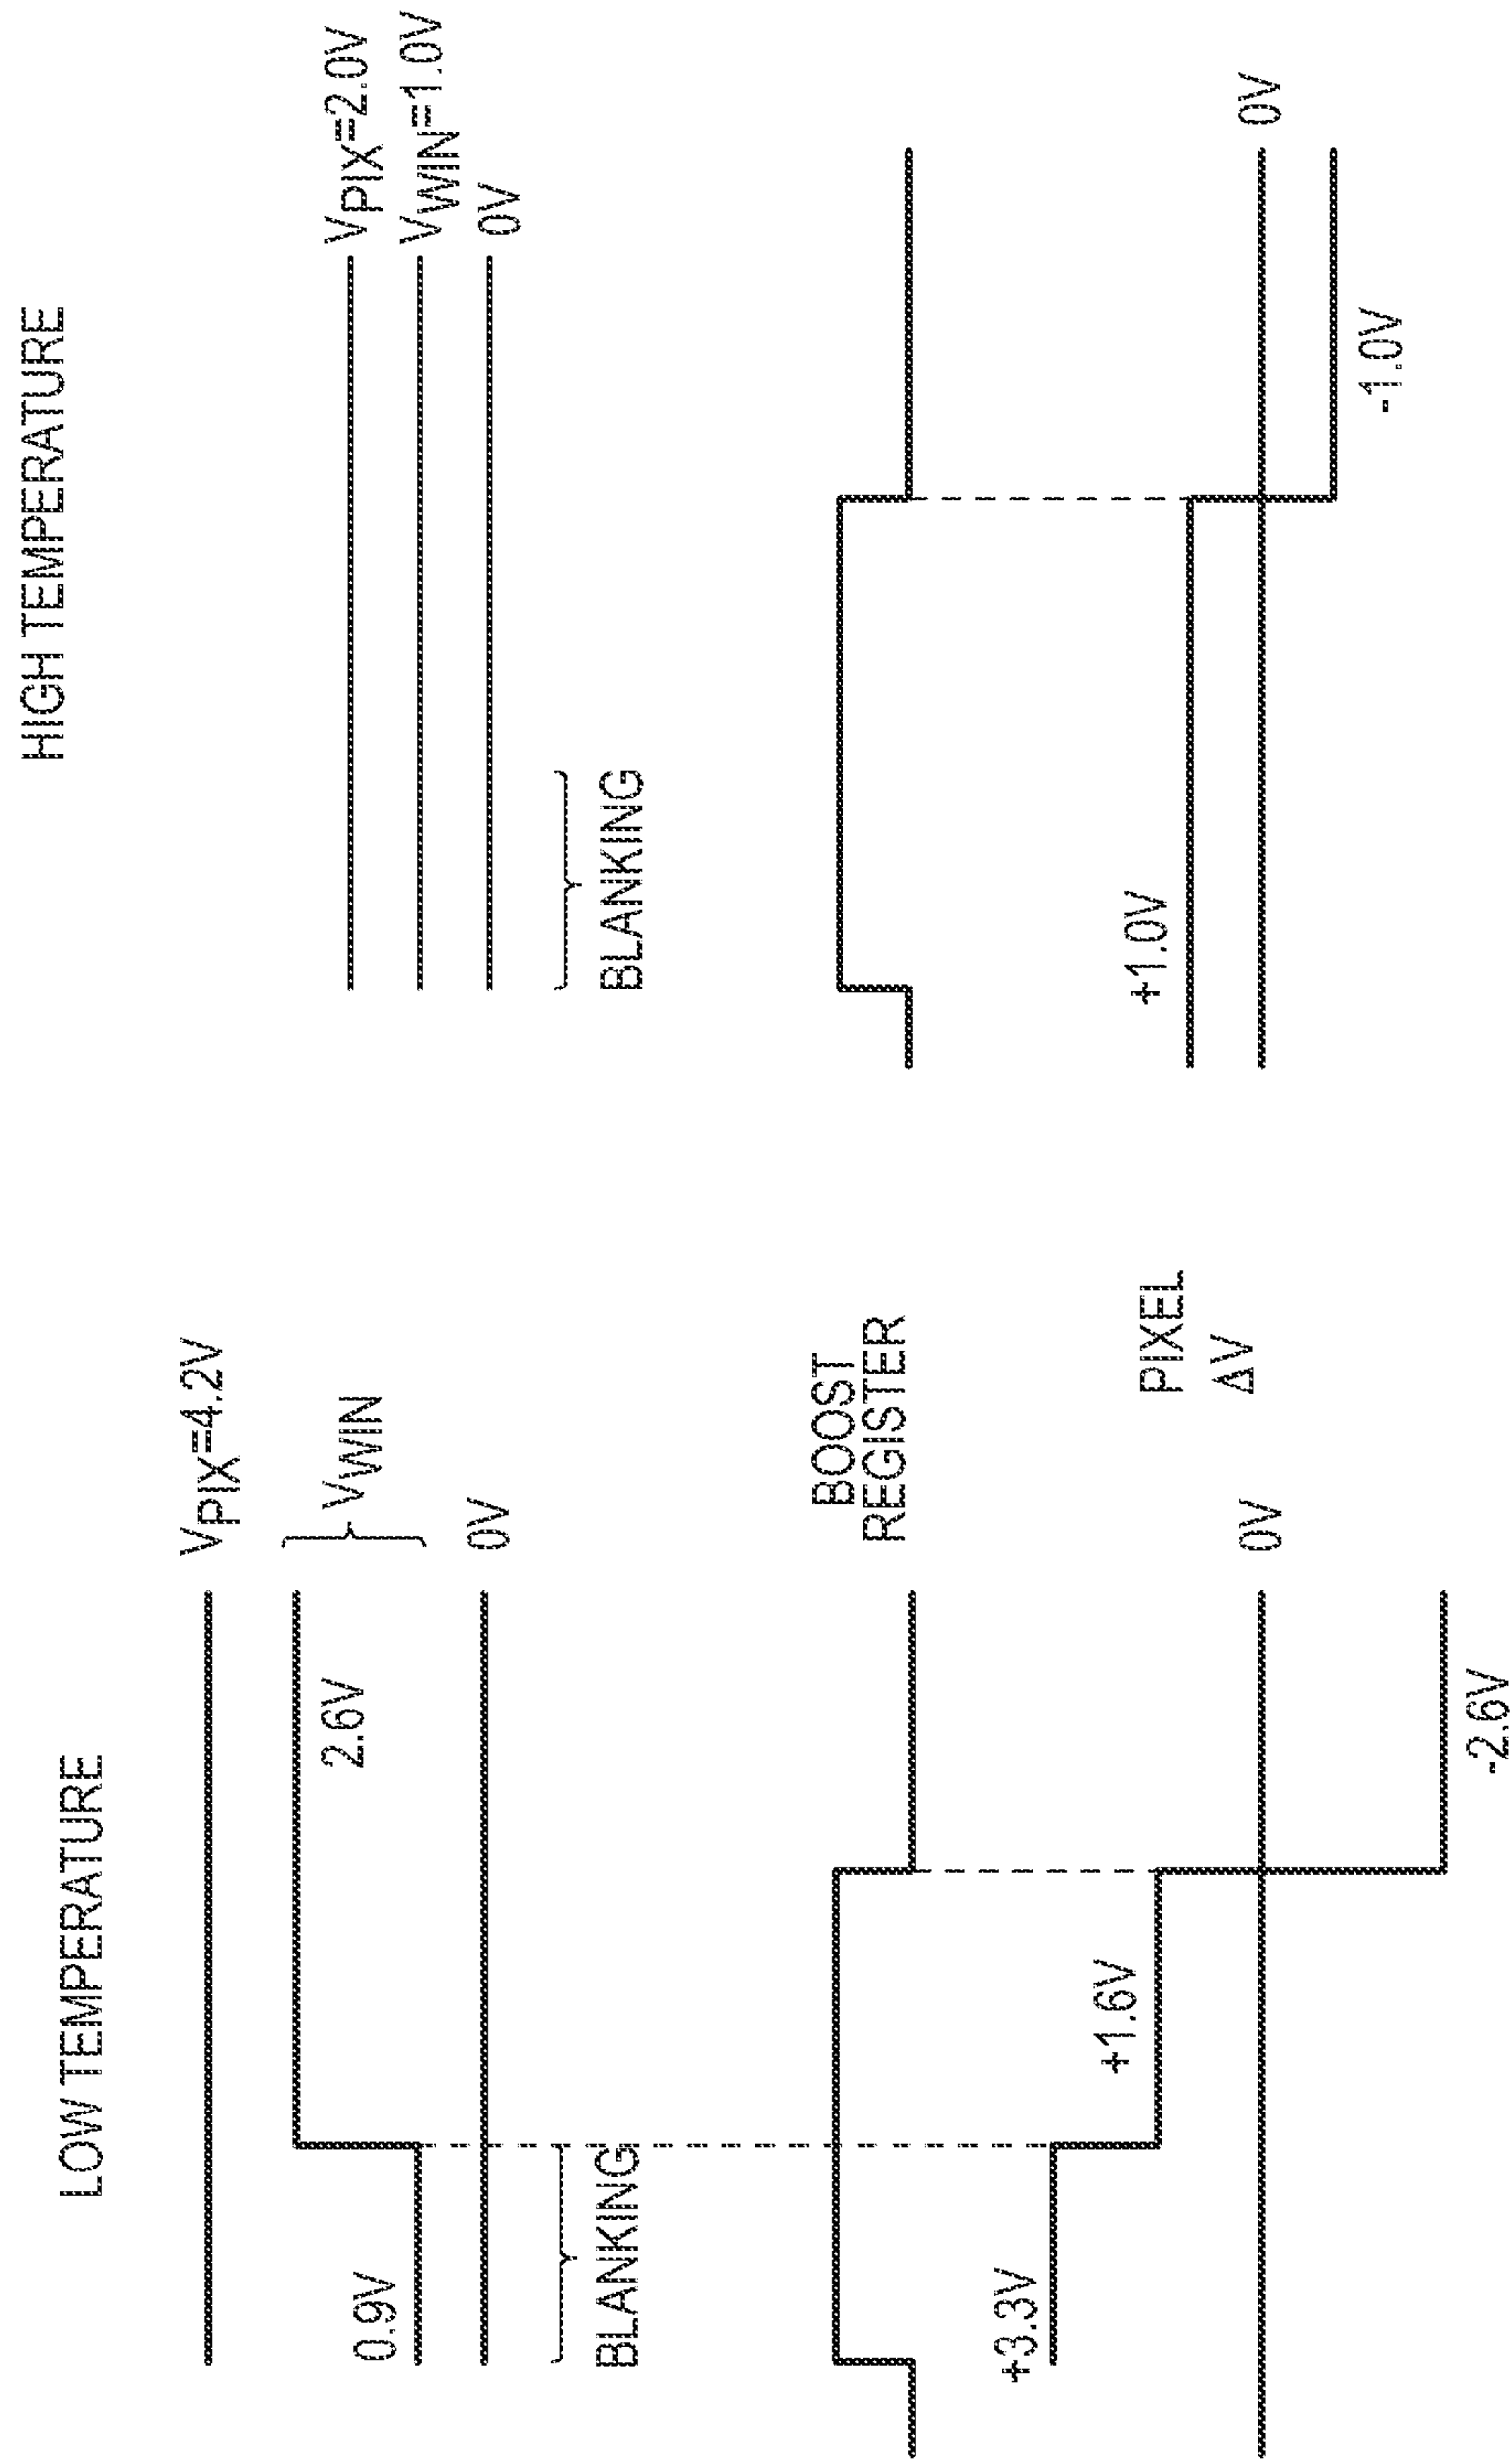 LOW TEMPERATURE
VPIX=4.2V
2.6V
VWIN
0.9V
0V
BLANKING
BOOST
REGISTER
+3.3V
+1.6V
PIXEL
ΔV
0V
-2.6V
HIGH TEMPERATURE
VPIX=2.0V
VWIN=1.0V
0V
BLANKING
+1.0V
0V
-1.0V